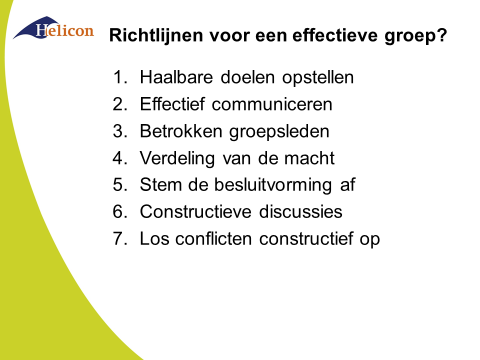 Helicon
Richtlijnen voor een effectieve groep?
1. Haalbare doelen opstellen
2. Effectief communiceren
3. Betrokken groepsleden
4. Verdeling van de macht
5. Stem de besluitvorming af
6. Constructieve discussies
7. Los conflicten constructief op